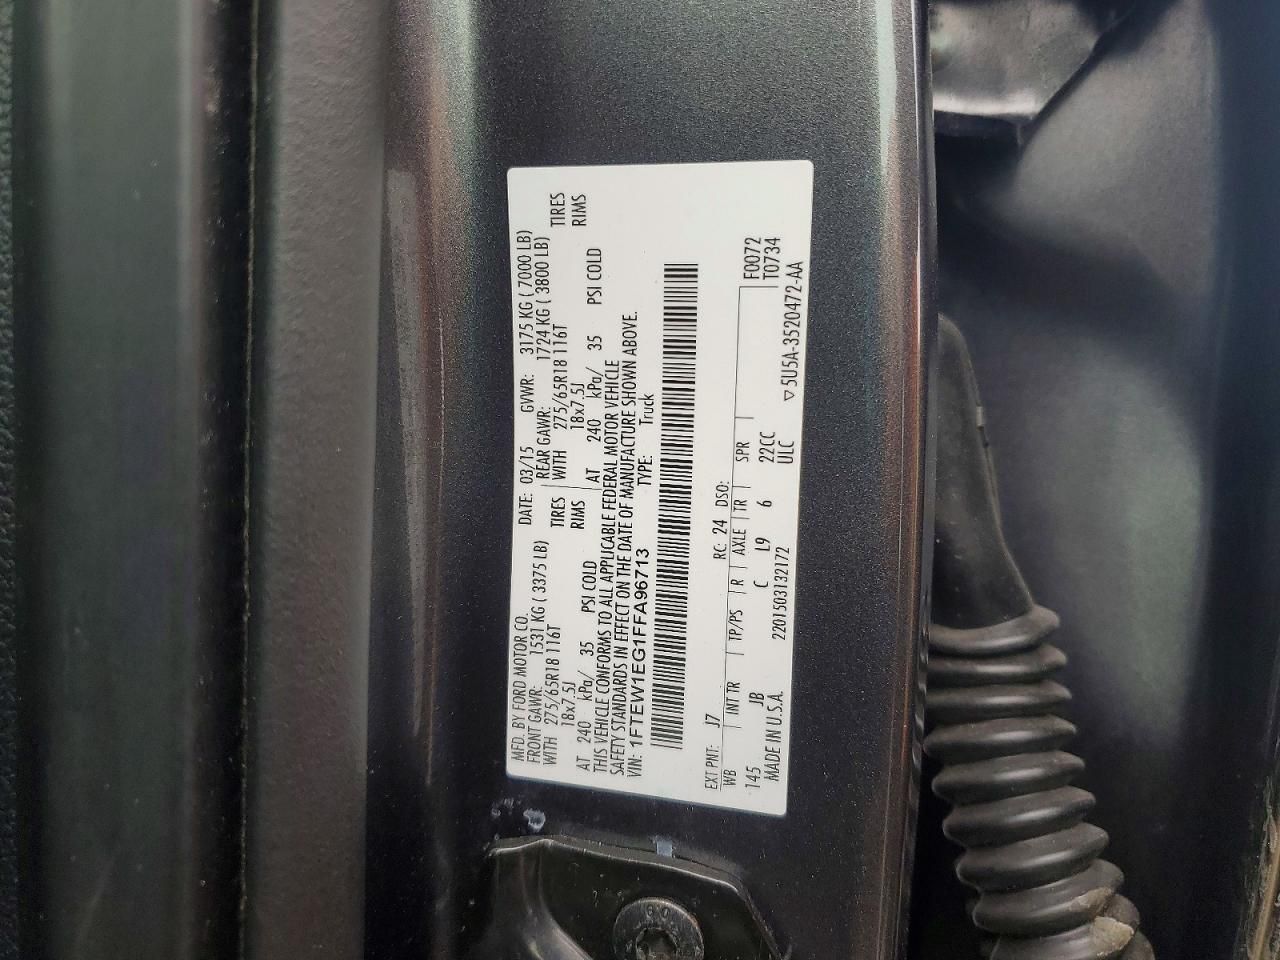 MFD. BY FORD MOTOR CO.
DATE: 03/15 GVWR: 3175 KG ( 7000 LB)
FRONT GAWR: 1531 KG ( 3375 LB) REAR GAWR: 1724 KG ( 3800 LB)
WITH 275/65R18 116T TIRES WITH 275/65R18 116T TIRES
18x7.5J RIMS 18x7.5J RIMS
AT 240 kPa/ 35 PSI COLD AT 240 kPa/ 35 PSI COLD
THIS VEHICLE CONFORMS TO ALL APPLICABLE FEDERAL MOTOR VEHICLE
SAFETY STANDARDS IN EFFECT ON THE DATE OF MANUFACTURE SHOWN ABOVE.
VIN: 1FTEW1EG1FFA96713 TYPE: Truck
EXT PNT: J7 RC: 24 DSO:
WB INT TR TP/PS R AXLE TR SPR F0072
145 JB C L9 6 22CC T0734
MADE IN U.S.A. 2201503132172 ULC ▽5U5A-3520472-AA